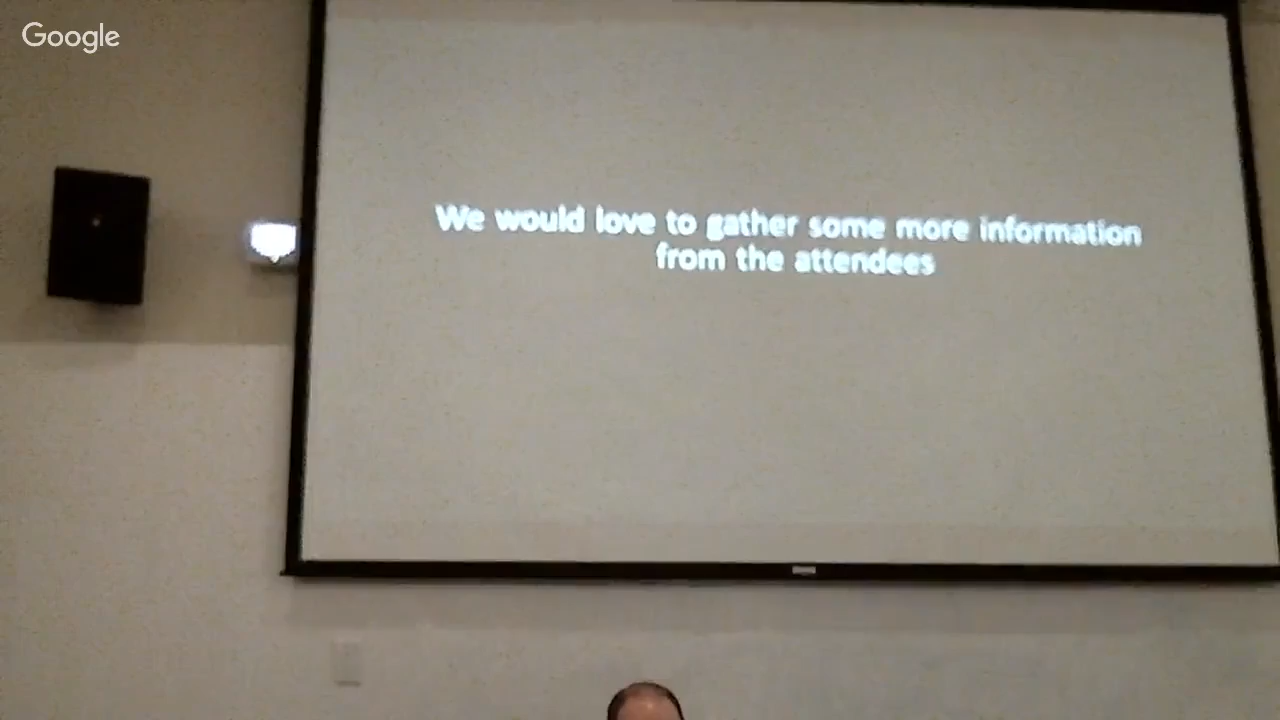 Google
We would love to gather some more information
from the attendees